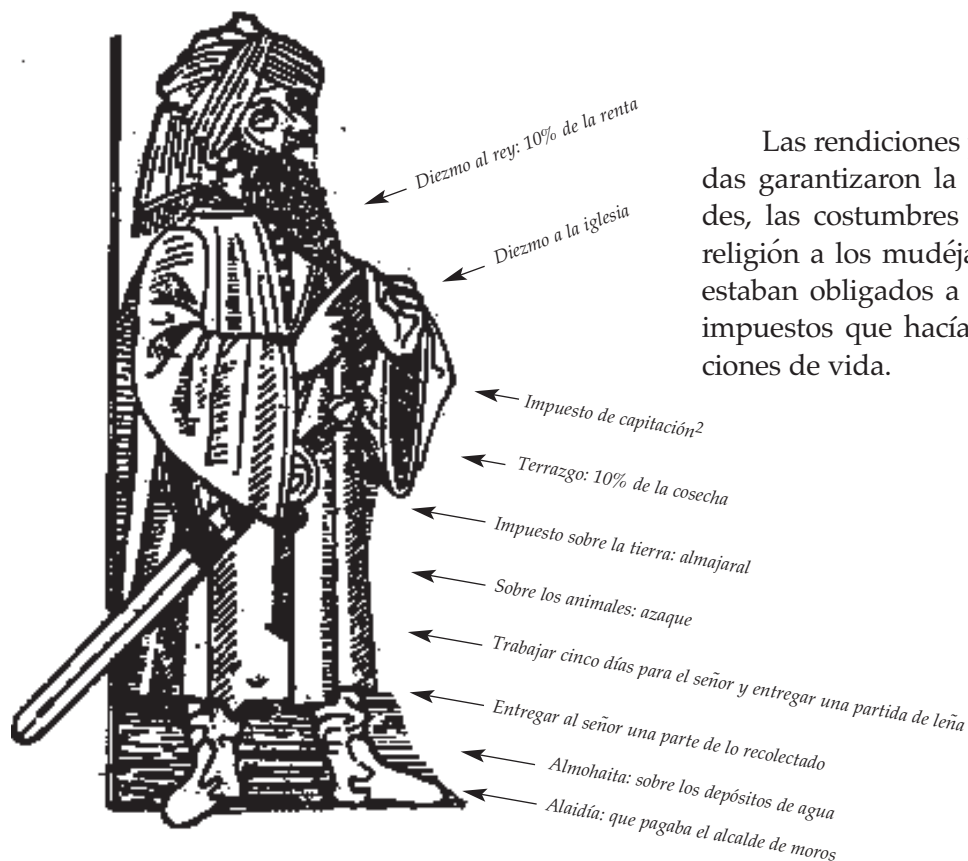 Diezmo al rey: 10% de la renta
Diezmo a la iglesia
Impuesto de capitación²
Terrazgo: 10% de la cosecha
Impuesto sobre la tierra: almajaral
Sobre los animales: azaque
Trabajar cinco días para el señor y entregar una partida de leña
Entregar al señor una parte de lo recolectado
Almohaita: sobre los depósitos de agua
Alaidía: que pagaba el alcalde de moros
Las rendiciones
das garantizaron la
des, las costumbres
religión a los mudéja
estaban obligados a
impuestos que hacía
ciones de vida.